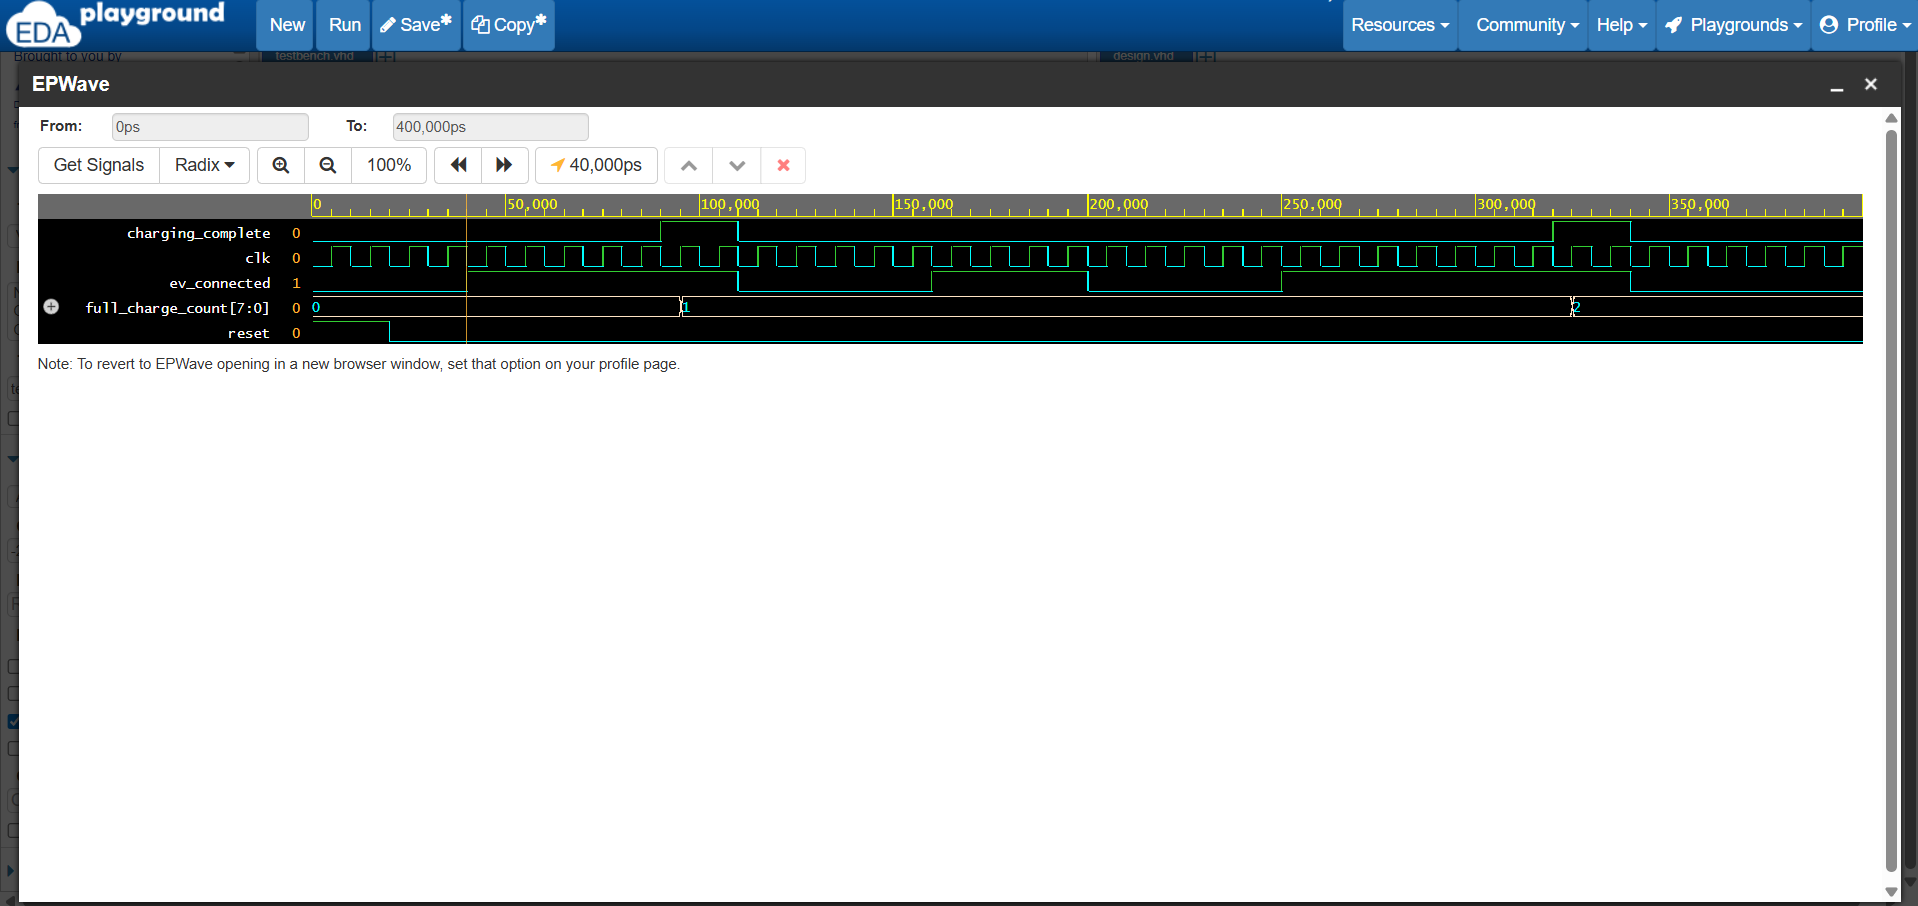 EDA playground New Run Save* Copy* Resources Community Help Playgrounds Profile
Brought to you by testbench.vhd design.vhd
EPWave
From: 0ps To: 400,000ps
Get Signals Radix 100% 40,000ps
0 50,000 100,000 150,000 200,000 250,000 300,000 350,000
charging_complete 0
clk 0
ev_connected 1
full_charge_count[7:0] 0 0 1 2
reset 0
Note: To revert to EPWave opening in a new browser window, set that option on your profile page.